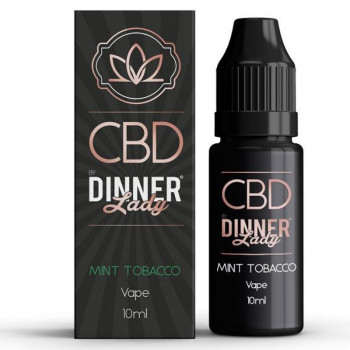 CBD
BY
DINNER®
Lady
MINT TOBACCO
Vape
10ml
CBD
BY
DINNER
Lady
MINT TOBACCO
Vape
10ml